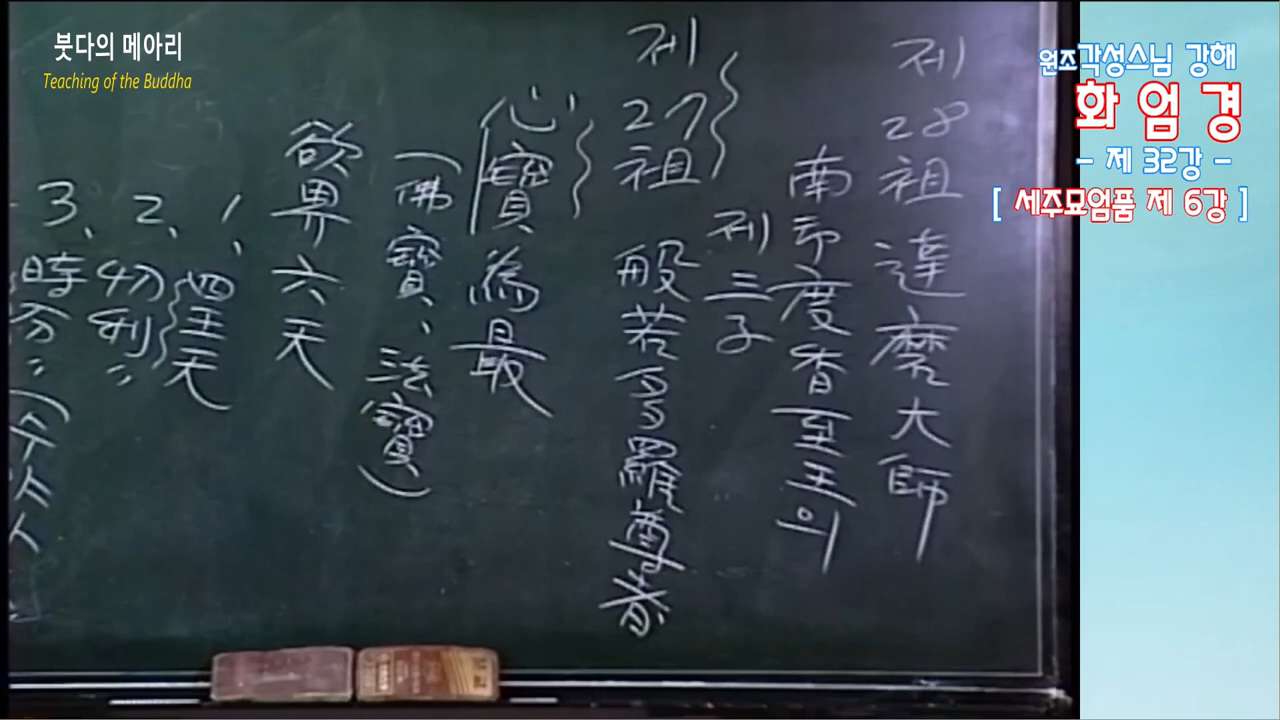 붓다의 메아리
Teaching of the Buddha
원조각성스님 강해
화엄경
- 제 32강 -
[ 세주묘엄품 제 6강 ]
제28祖 達磨大師
南印度香至王의
제三子
제27祖 般若多羅尊者
心寶為最
(佛寶、法寶)
欲界六天
1、四王天
2、忉利〃
3、時分〃(수야마